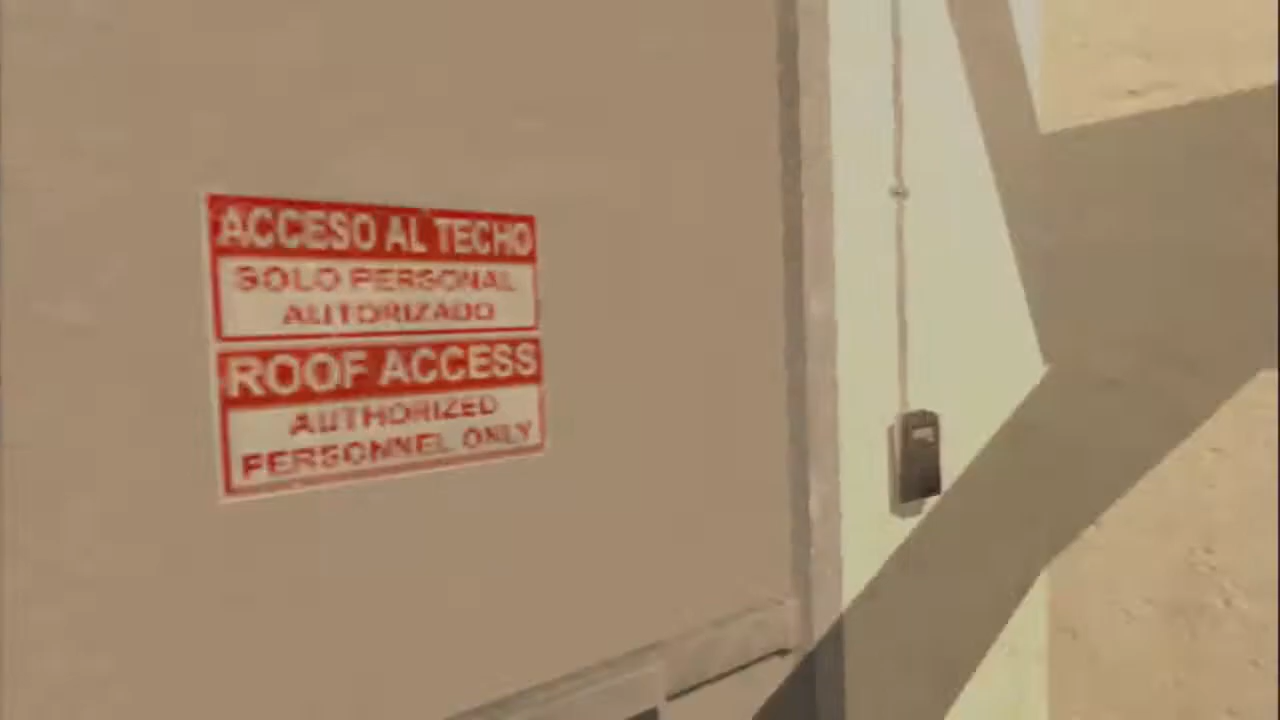 ACCESO AL TECHO
SOLO PERSONAL
AUTORIZADO
ROOF ACCESS
AUTHORIZED
PERSONNEL ONLY